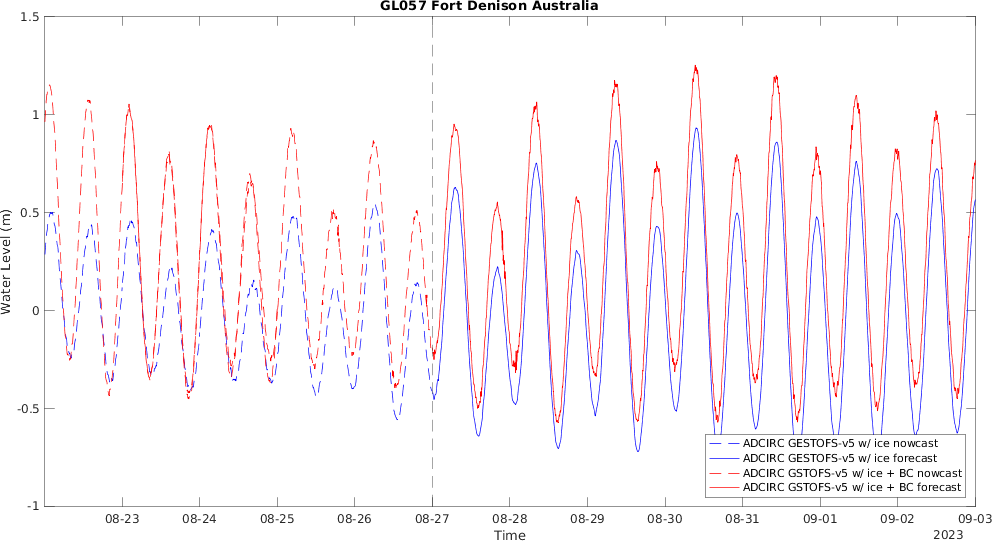 GL057 Fort Denison Australia
1.5
1
0.5
0
-0.5
-1
Water Level (m)
ADCIRC GESTOFS-v5 w/ ice nowcast
ADCIRC GESTOFS-v5 w/ ice forecast
ADCIRC GSTOFS-v5 w/ ice + BC nowcast
ADCIRC GSTOFS-v5 w/ ice + BC forecast
08-23 08-24 08-25 08-26 08-27 08-28 08-29 08-30 08-31 09-01 09-02 09-03
Time
2023